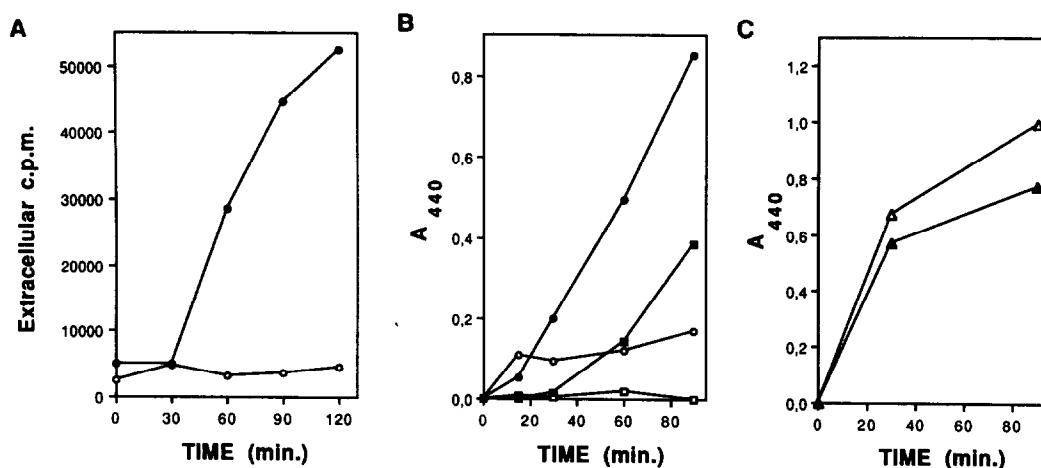 A
Extracellular c.p.m.
50000
40000
30000
20000
10000
0
0 30 60 90 120
TIME (min.)
B
A 440
0,8
0,6
0,4
0,2
0,0
0 20 40 60 80
TIME (min.)
C
A 440
1,2
1,0
0,8
0,6
0,4
0,2
0,0
0 20 40 60 80
TIME (min.)